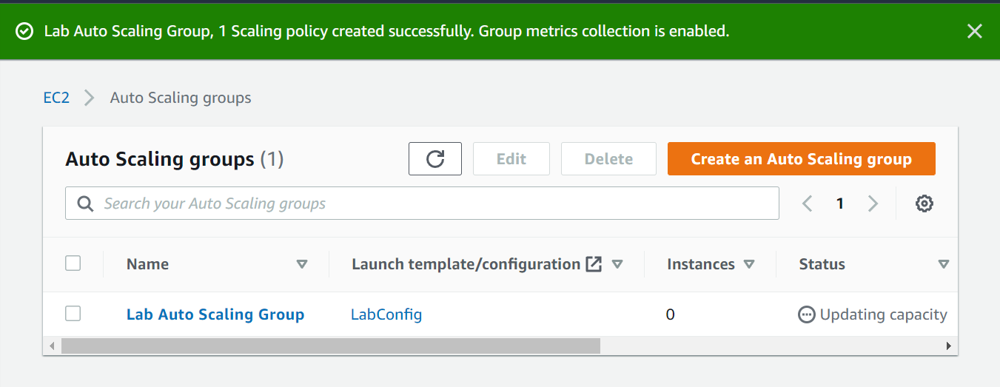 Lab Auto Scaling Group, 1 Scaling policy created successfully. Group metrics collection is enabled.
EC2 Auto Scaling groups
Auto Scaling groups (1) Edit Delete Create an Auto Scaling group
Search your Auto Scaling groups 1
Name Launch template/configuration Instances Status
Lab Auto Scaling Group LabConfig 0 Updating capacity